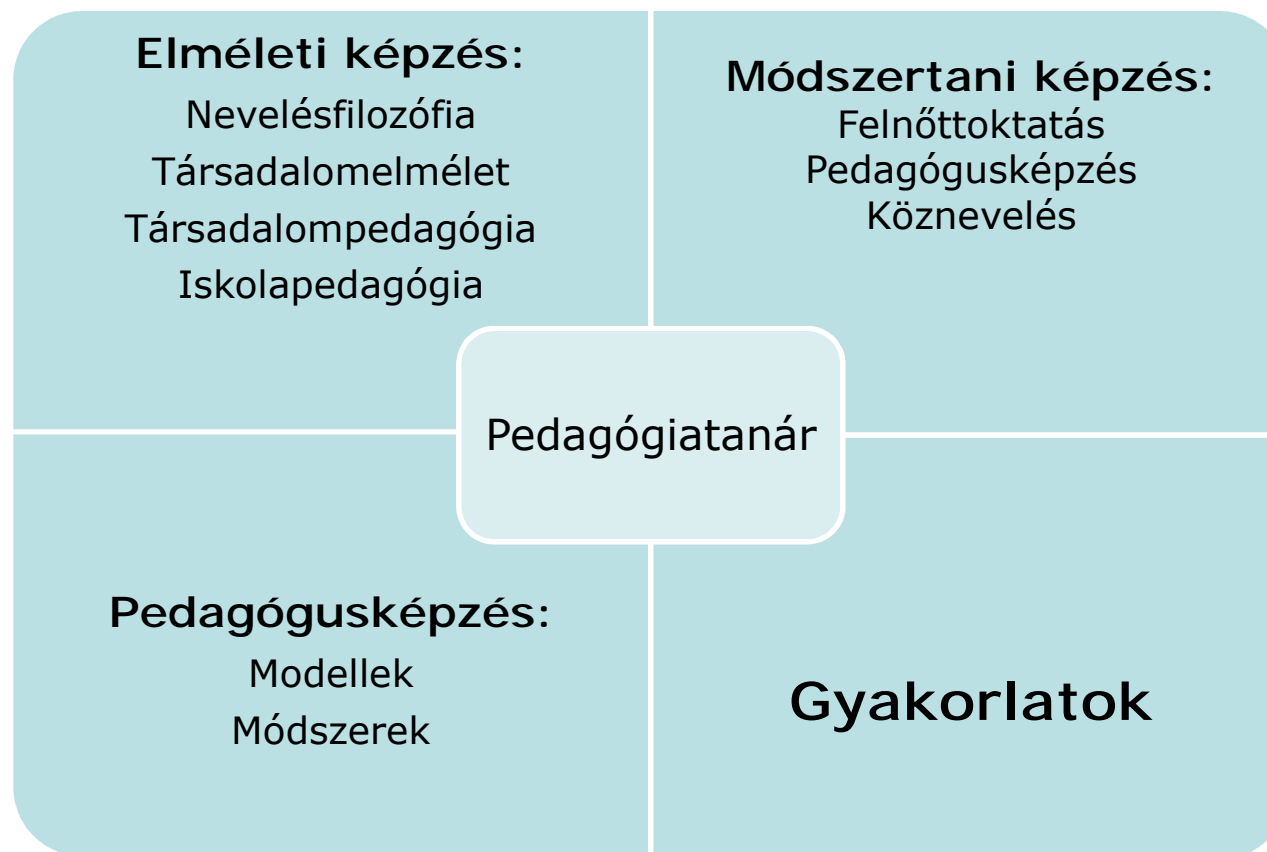 Elméleti képzés:
Nevelésfilozófia
Társadalomelmélet
Társadalompedagógia
Iskolapedagógia
Módszertani képzés:
Felnőttoktatás
Pedagógusképzés
Köznevelés
Pedagógiatanár
Pedagógusképzés:
Modellek
Módszerek
Gyakorlatok